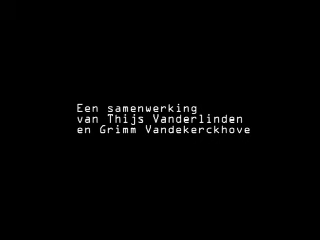 Een samenwerking
van Thijs Vanderlinden
en Grimm Vandekerckhove